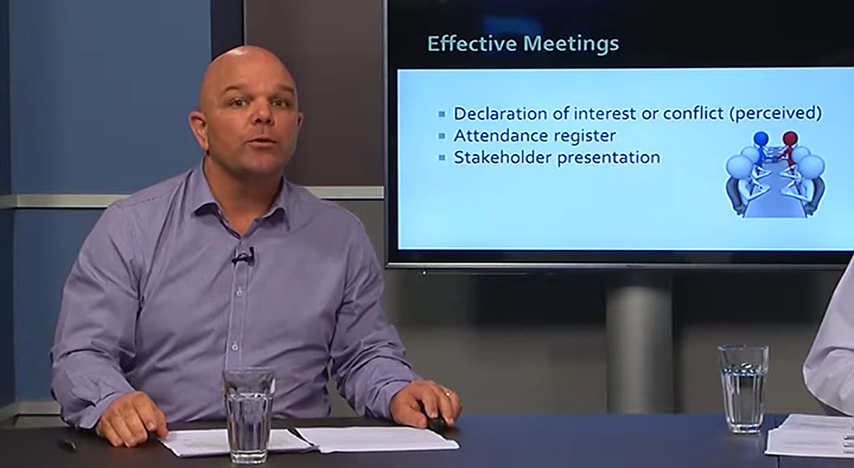 Effective Meetings
Declaration of interest or conflict (perceived)
Attendance register
Stakeholder presentation